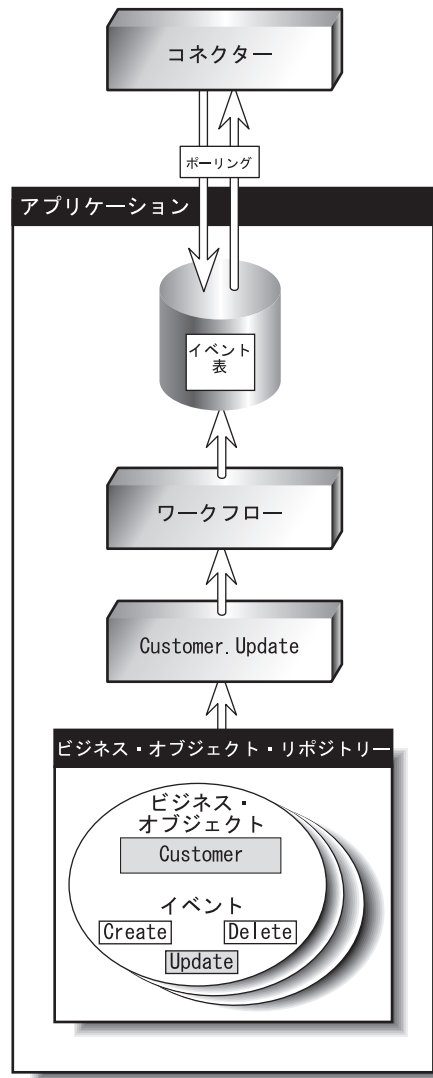 コネクター
ポーリング
アプリケーション
イベント
表
ワークフロー
Customer.Update
ビジネス・オブジェクト・リポジトリー
ビジネス・
オブジェクト
Customer
イベント
Create
Delete
Update